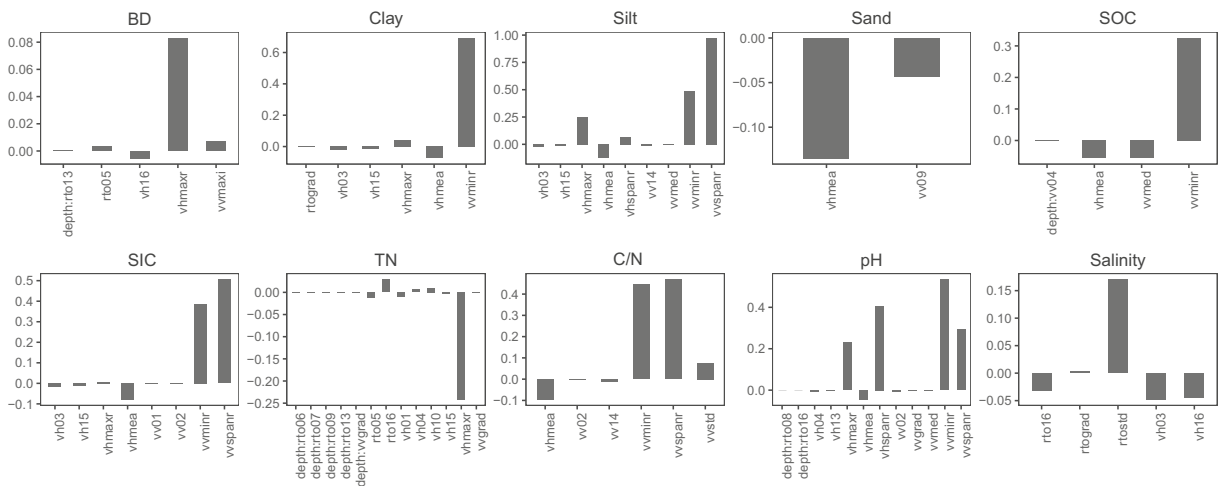 BD
0.08
0.06
0.04
0.02
0.00
depth:rto13
rto05
vh16
vhmaxr
vvmaxi
Clay
0.6
0.4
0.2
0.0
rtograd
vh03
vh15
vhmaxr
vhmea
vvminr
Silt
1.00
0.75
0.50
0.25
0.00
vh03
vh15
vhmaxr
vhmea
vhspanr
vv14
vvmed
vvminr
vvspanr
Sand
0.00
−0.05
−0.10
vhmea
vv09
SOC
0.3
0.2
0.1
0.0
depth:vv04
vhmea
vvmed
vvminr
SIC
0.5
0.4
0.3
0.2
0.1
0.0
−0.1
vh03
vh15
vhmaxr
vhmea
vv01
vv02
vvminr
vvspanr
TN
0.00
−0.05
−0.10
−0.15
−0.20
−0.25
depth:rto06
depth:rto07
depth:rto09
depth:rto13
depth:vvgrad
rto05
rto16
vh01
vh04
vh10
vh15
vhmaxr
vvgrad
C/N
0.4
0.3
0.2
0.1
0.0
−0.1
vhmea
vv02
vv14
vvminr
vvspanr
vvstd
pH
0.4
0.2
0.0
depth:rto08
depth:rto16
vh04
vh13
vhmaxr
vhmea
vhspanr
vv02
vvgrad
vvmed
vvminr
vvspanr
Salinity
0.15
0.10
0.05
0.00
−0.05
rto16
rtograd
rtostd
vh03
vh16